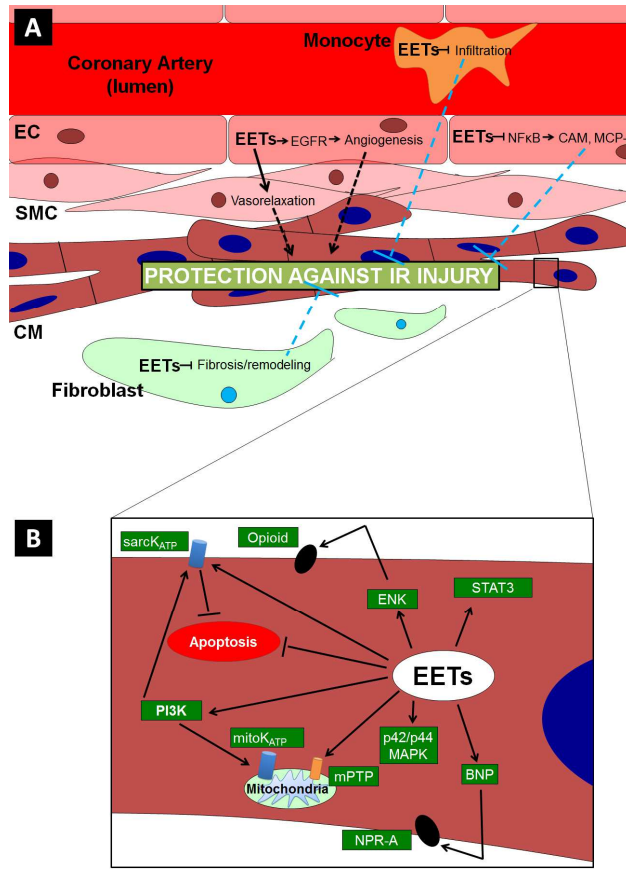 A
Monocyte
EETs Infiltration
Coronary Artery
(lumen)
EC
EETs EGFR Angiogenesis
EETs NFκB CAM, MCP-
Vasorelaxation
SMC
PROTECTION AGAINST IR INJURY
CM
EETs Fibrosis/remodeling
Fibroblast
B
sarcKATP
Opioid
ENK
STAT3
Apoptosis
EETs
PI3K
mitoKATP
p42/p44
MAPK
mPTP
Mitochondria
BNP
NPR-A